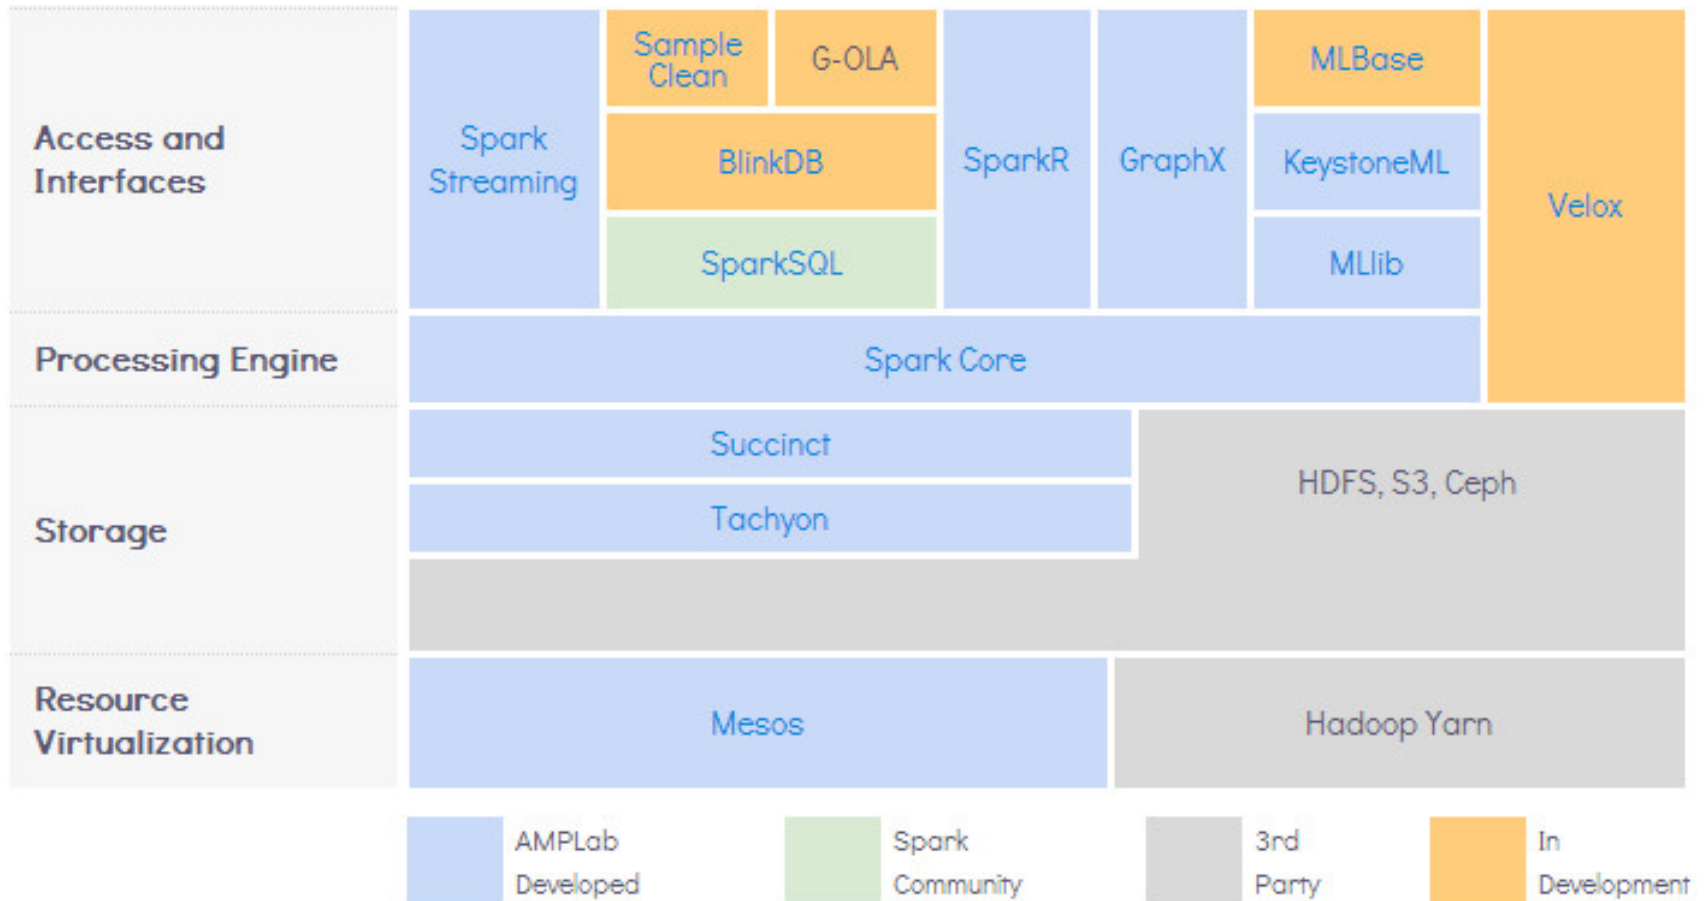 Access and
Interfaces
Spark
Streaming
Sample
Clean
G-OLA
BlinkDB
SparkSQL
SparkR
GraphX
MLBase
KeystoneML
MLlib
Velox
Processing Engine
Spark Core
Storage
Succinct
Tachyon
HDFS, S3, Ceph
Resource
Virtualization
Mesos
Hadoop Yarn
AMPLab
Developed
Spark
Community
3rd
Party
In
Development